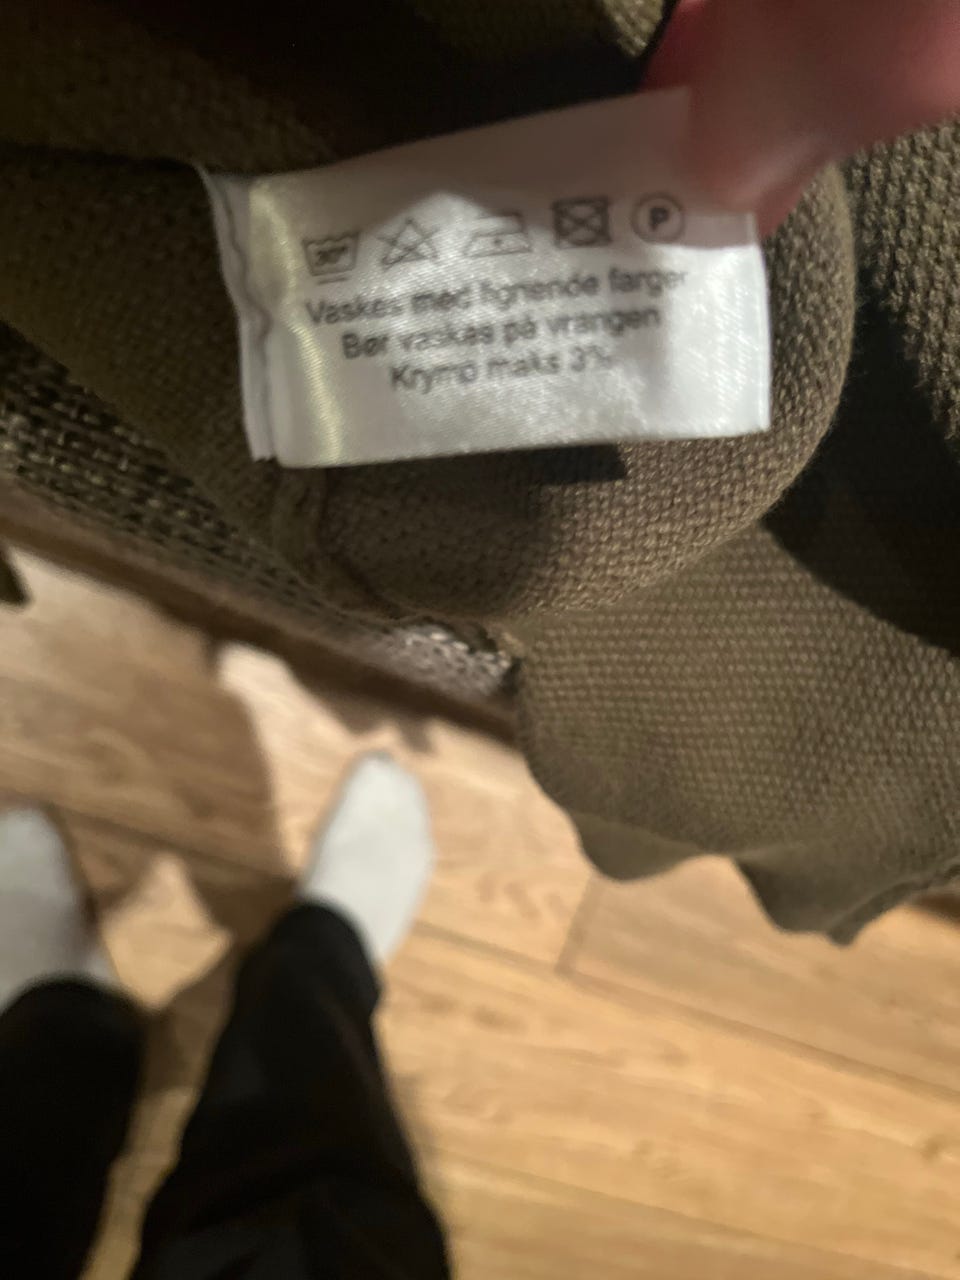 30° P
Vaskes med lignende farger
Bør vaskes på vrangen
Krymp maks 3%